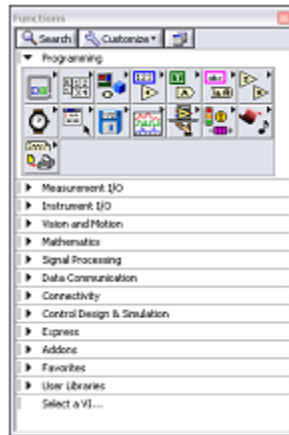 Functions
Search Customize
Programming
Measurement I/O
Instrument I/O
Vision and Motion
Mathematics
Signal Processing
Data Communication
Connectivity
Control Design & Simulation
Express
Addons
Favorites
User Libraries
Select a VI...